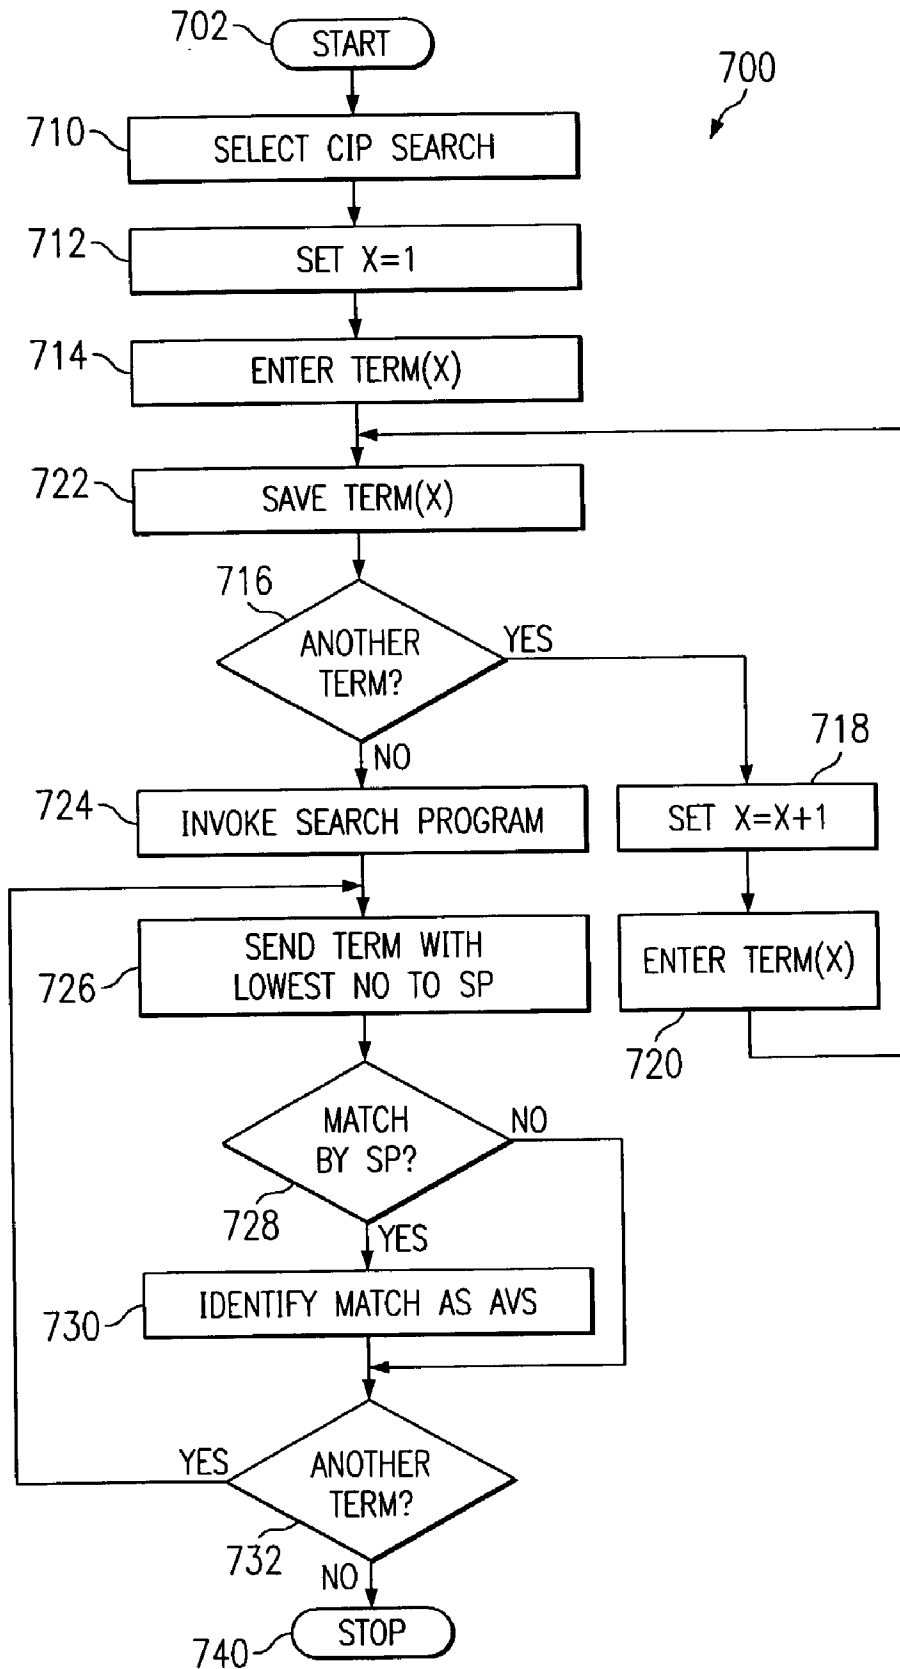 702
START
700
710
SELECT CIP SEARCH
712
SET X=1
714
ENTER TERM(X)
722
SAVE TERM(X)
716
ANOTHER
TERM?
YES
NO
718
724
INVOKE SEARCH PROGRAM
SET X=X+1
726
SEND TERM WITH
LOWEST NO TO SP
ENTER TERM(X)
720
MATCH
BY SP?
NO
728
YES
730
IDENTIFY MATCH AS AVS
YES
ANOTHER
TERM?
732
NO
740
STOP